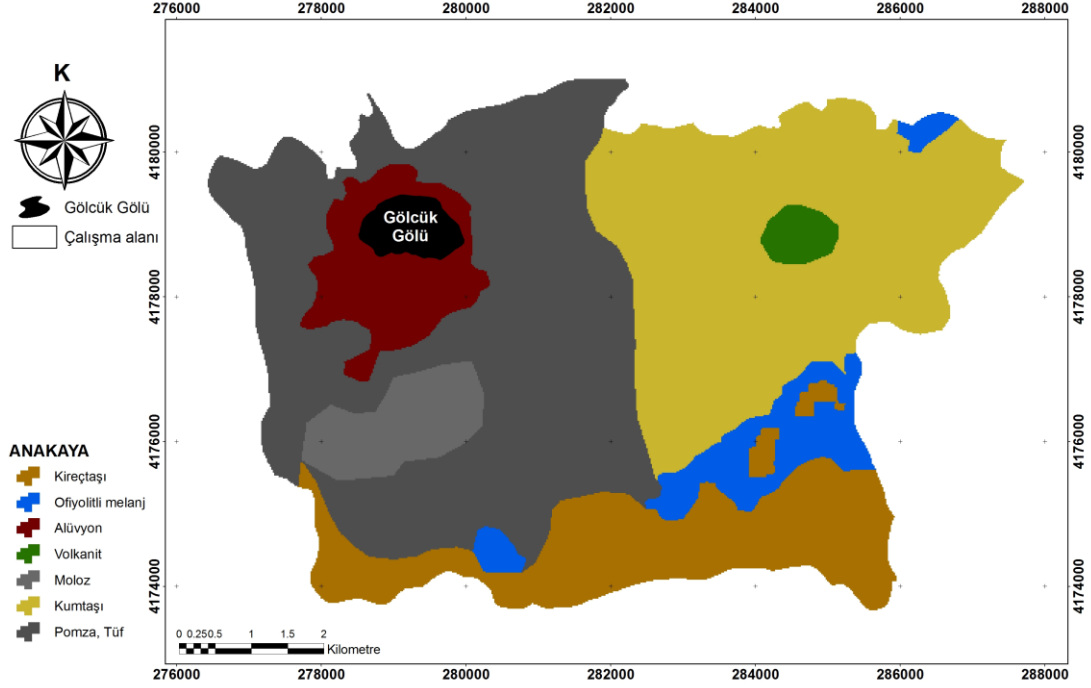 276000 278000 280000 282000 284000 286000 288000
K
Gölcük Gölü
Çalışma alanı
ANAKAYA
Kireçtaşı
Ofiyolitli melanj
Alüvyon
Volkanit
Moloz
Kumtaşı
Pomza, Tüf
4180000
4178000
4176000
4174000
Gölcük
Gölü
4180000
4178000
4176000
4174000
0 0.250.5 1 1.5 2
Kilometre
276000 278000 280000 282000 284000 286000 288000